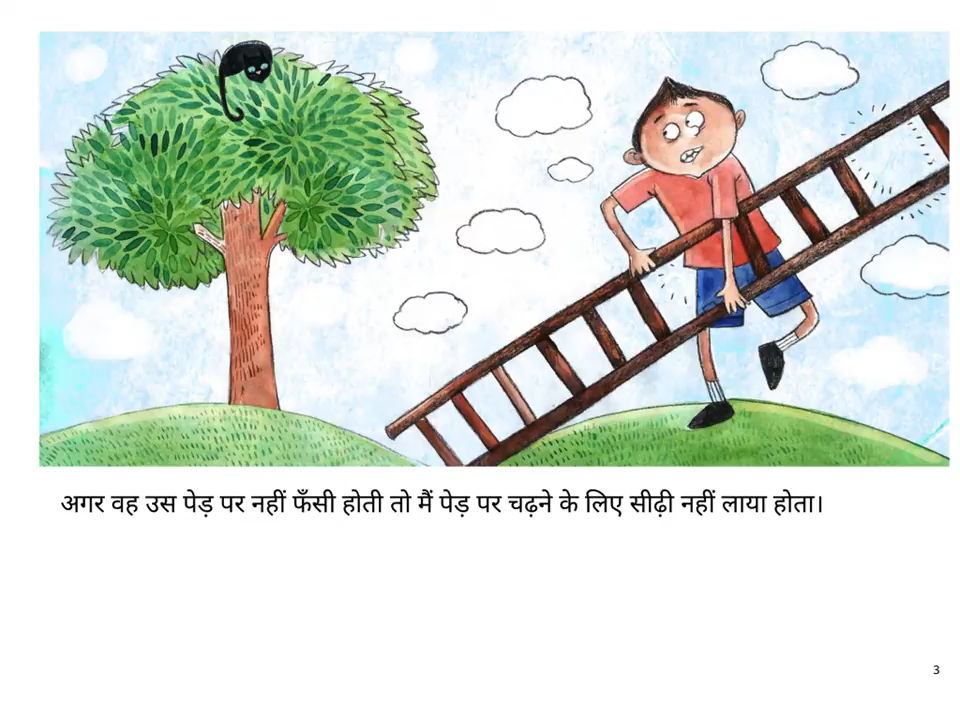 अगर वह उस पेड़ पर नहीं फँसी होती तो मैं पेड़ पर चढ़ने के लिए सीढ़ी नहीं लाया होता।
3